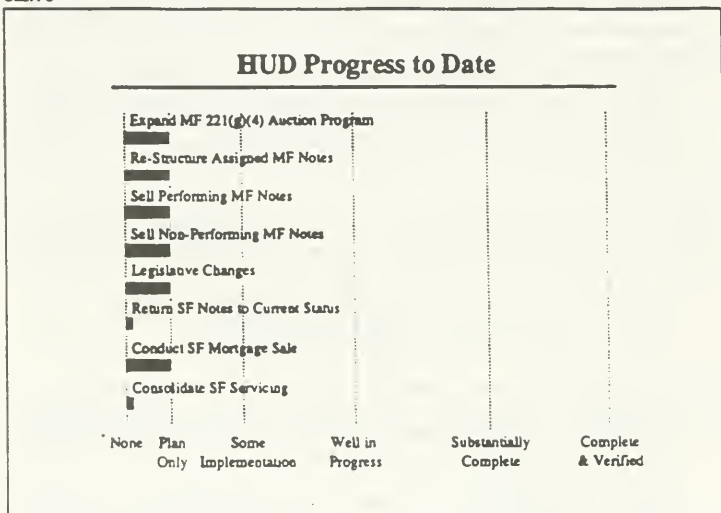 HUD Progress to Date
Expand MF 221(g)(4) Auction Program
Re-Structure Assigned MF Notes
Sell Performing MF Notes
Sell Non-Performing MF Notes
Legislative Changes
Return SF Notes to Current Status
Conduct SF Mortgage Sale
Consolidate SF Servicing
None Plan Some Well in Substantially Complete
Only Implementation Progress Complete & Verified